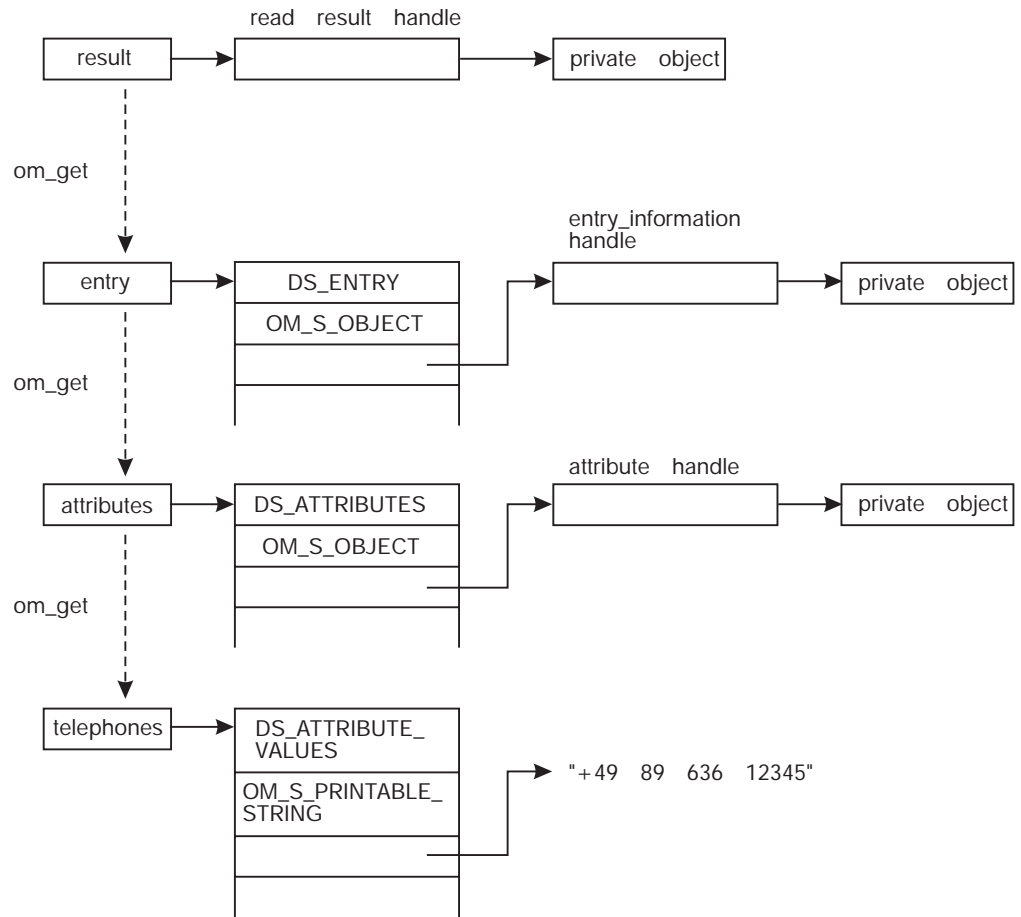 read result handle
result
private object
om_get
entry_information
handle
entry
DS_ENTRY
private object
OM_S_OBJECT
om_get
attribute handle
attributes
DS_ATTRIBUTES
private object
OM_S_OBJECT
om_get
telephones
DS_ATTRIBUTE_
VALUES
"+49 89 636 12345"
OM_S_PRINTABLE_
STRING